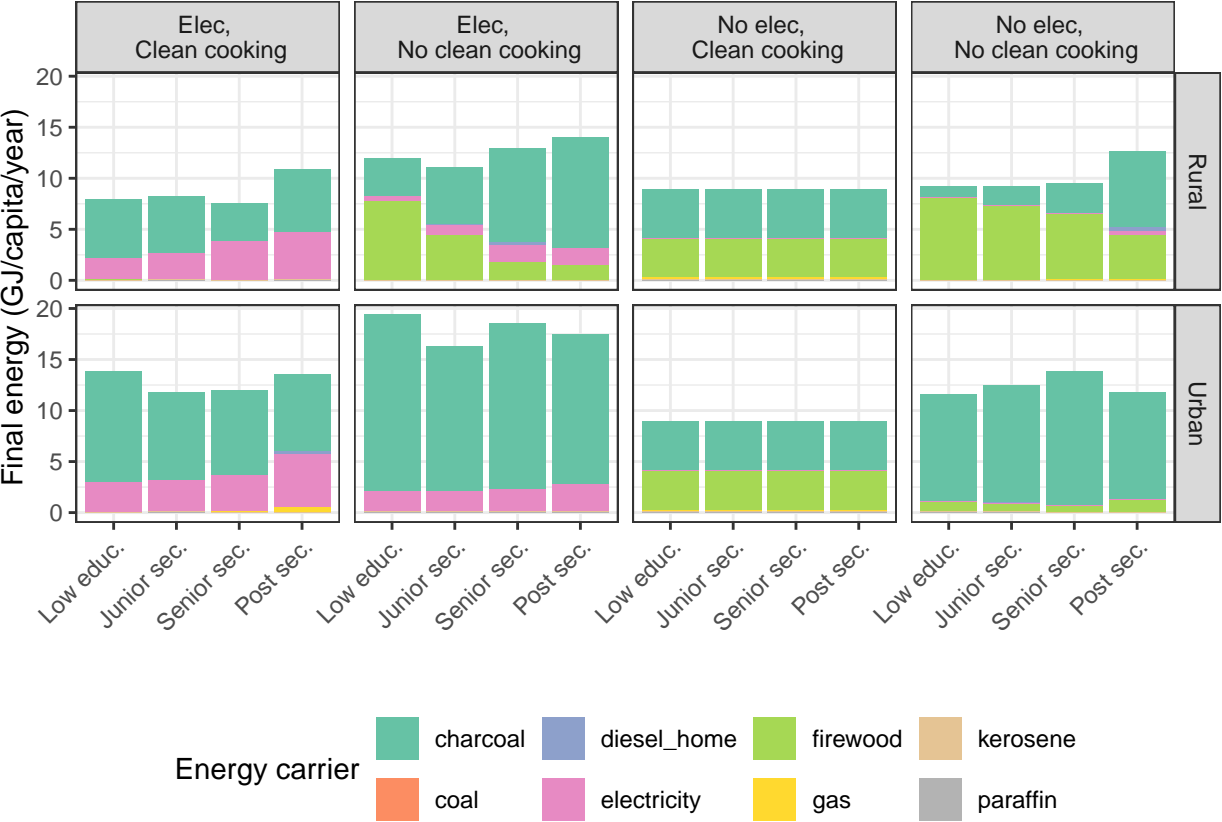 Elec,
Clean cooking
Elec,
No clean cooking
No elec,
Clean cooking
No elec,
No clean cooking
Final energy (GJ/capita/year)
20
15
10
5
0
Rural
20
15
10
5
0
Urban
Low educ.
Junior sec.
Senior sec.
Post sec.
Low educ.
Junior sec.
Senior sec.
Post sec.
Low educ.
Junior sec.
Senior sec.
Post sec.
Low educ.
Junior sec.
Senior sec.
Post sec.
Energy carrier
charcoal
diesel_home
firewood
kerosene
coal
electricity
gas
paraffin